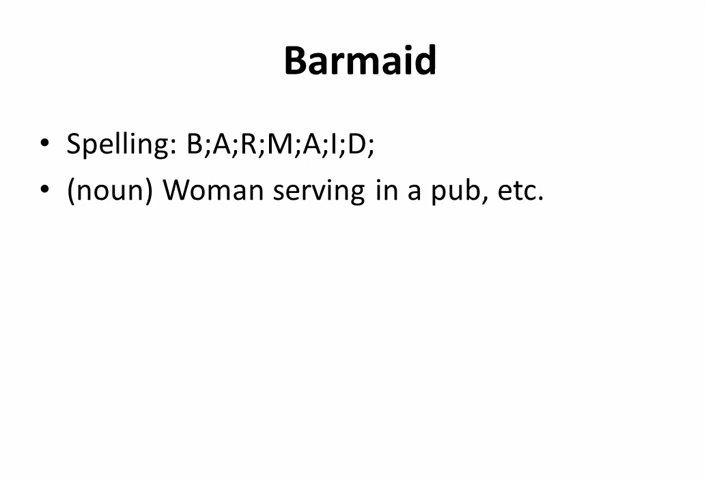 Barmaid
• Spelling: B;A;R;M;A;I;D;
• (noun) Woman serving in a pub, etc.